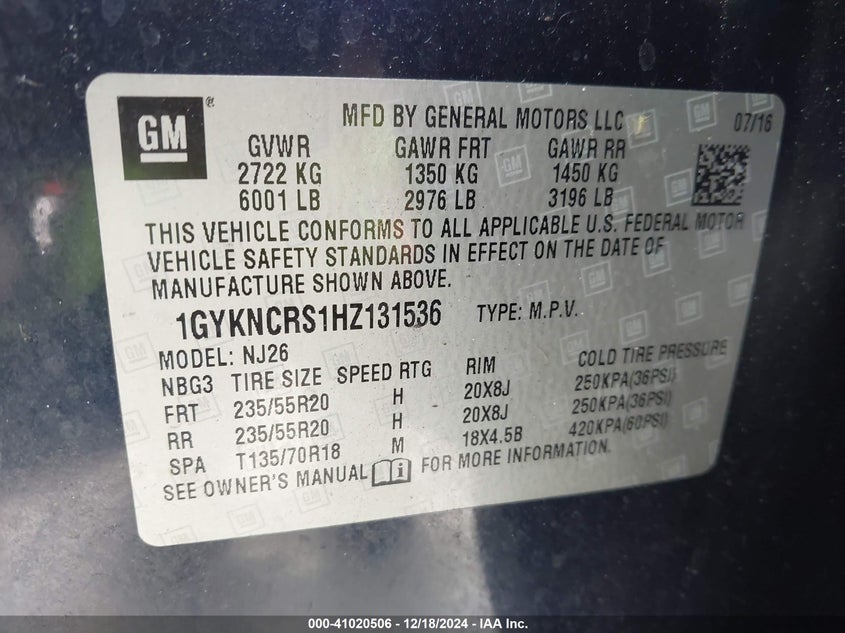 GM®
MFD BY GENERAL MOTORS LLC 07/16
GVWR GAWR FRT GAWR RR
2722 KG 1350 KG 1450 KG
6001 LB 2976 LB 3196 LB
THIS VEHICLE CONFORMS TO ALL APPLICABLE U.S. FEDERAL MOTOR
VEHICLE SAFETY STANDARDS IN EFFECT ON THE DATE OF
MANUFACTURE SHOWN ABOVE.
1GYKNCRS1HZ131536 TYPE: M.P.V.
MODEL: NJ26
NBG3 TIRE SIZE SPEED RTG RIM COLD TIRE PRESSURE
FRT 235/55R20 H 20X8J 250KPA(36PSI)
RR 235/55R20 H 20X8J 250KPA(36PSI)
SPA T135/70R18 M 18X4.5B 420KPA(60PSI)
SEE OWNER'S MANUAL FOR MORE INFORMATION.
000-41020506 - 12/18/2024 - IAA Inc.